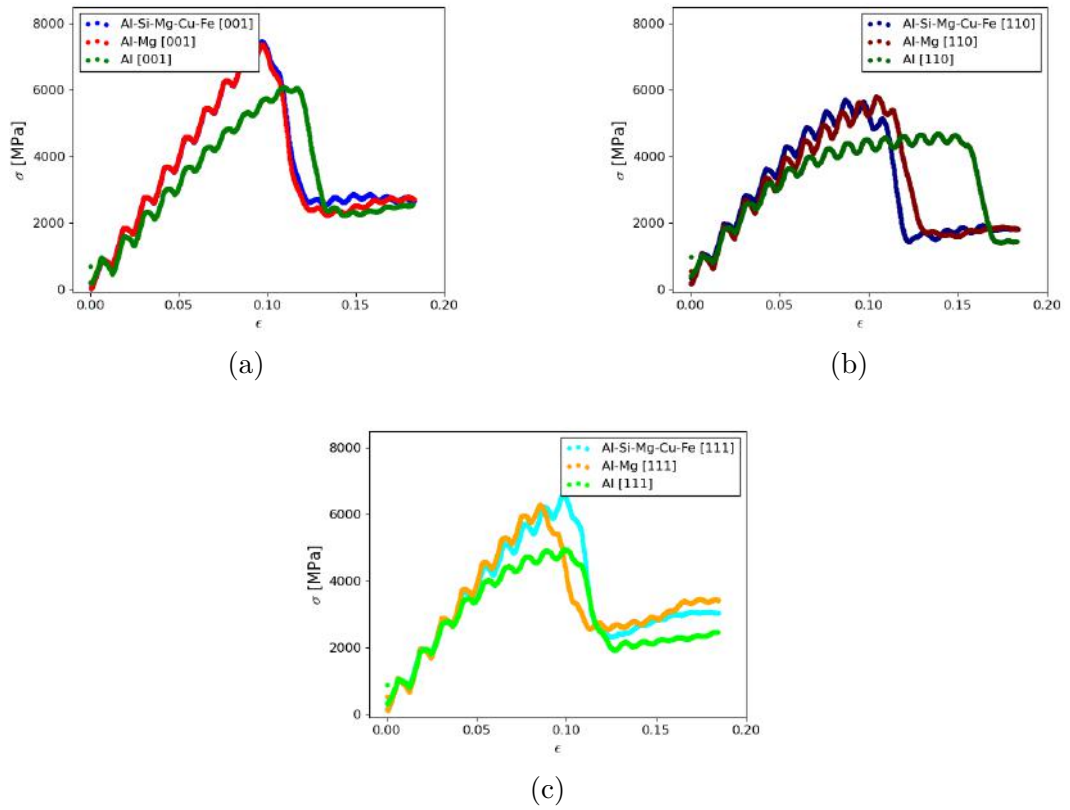 8000
6000
4000
2000
0
σ [MPa]
Al-Si-Mg-Cu-Fe [001]
Al-Mg [001]
Al [001]
0.00 0.05 0.10 0.15 0.20
ϵ
(a)
8000
6000
4000
2000
0
σ [MPa]
Al-Si-Mg-Cu-Fe [110]
Al-Mg [110]
Al [110]
0.00 0.05 0.10 0.15 0.20
ϵ
(b)
8000
6000
4000
2000
0
σ [MPa]
Al-Si-Mg-Cu-Fe [111]
Al-Mg [111]
Al [111]
0.00 0.05 0.10 0.15 0.20
ϵ
(c)